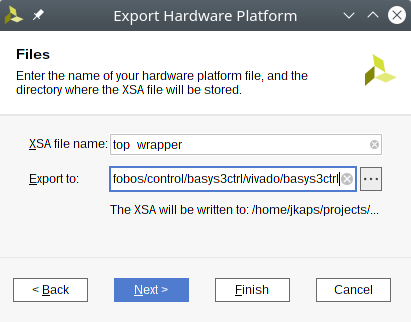 Export Hardware Platform
Files
Enter the name of your hardware platform file, and the
directory where the XSA file will be stored.
XSA file name: top wrapper
Export to: fobos/control/basys3ctrl/vivado/basys3ctrl
The XSA will be written to: /home/jkaps/projects/...
< Back Next > Finish Cancel